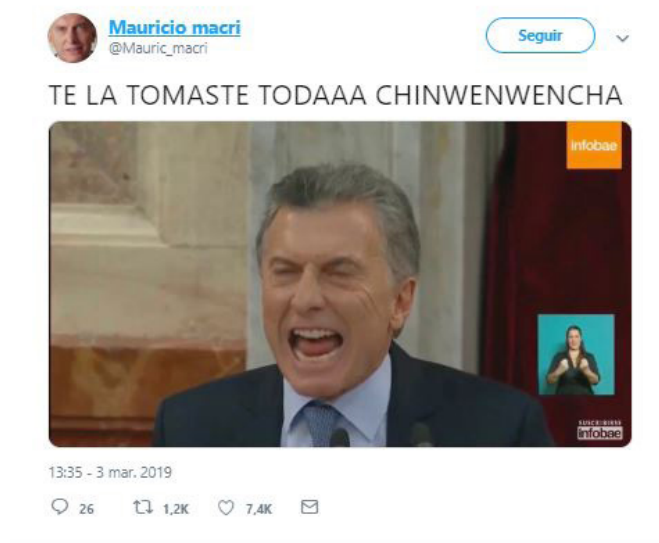 Mauricio macri
@Mauric_macri
Seguir
TE LA TOMASTE TODAAA CHINWENWENCHA
infobae
SUSCRIBIRSE
infobae
13:35 - 3 mar. 2019
26 1,2K 7,4K